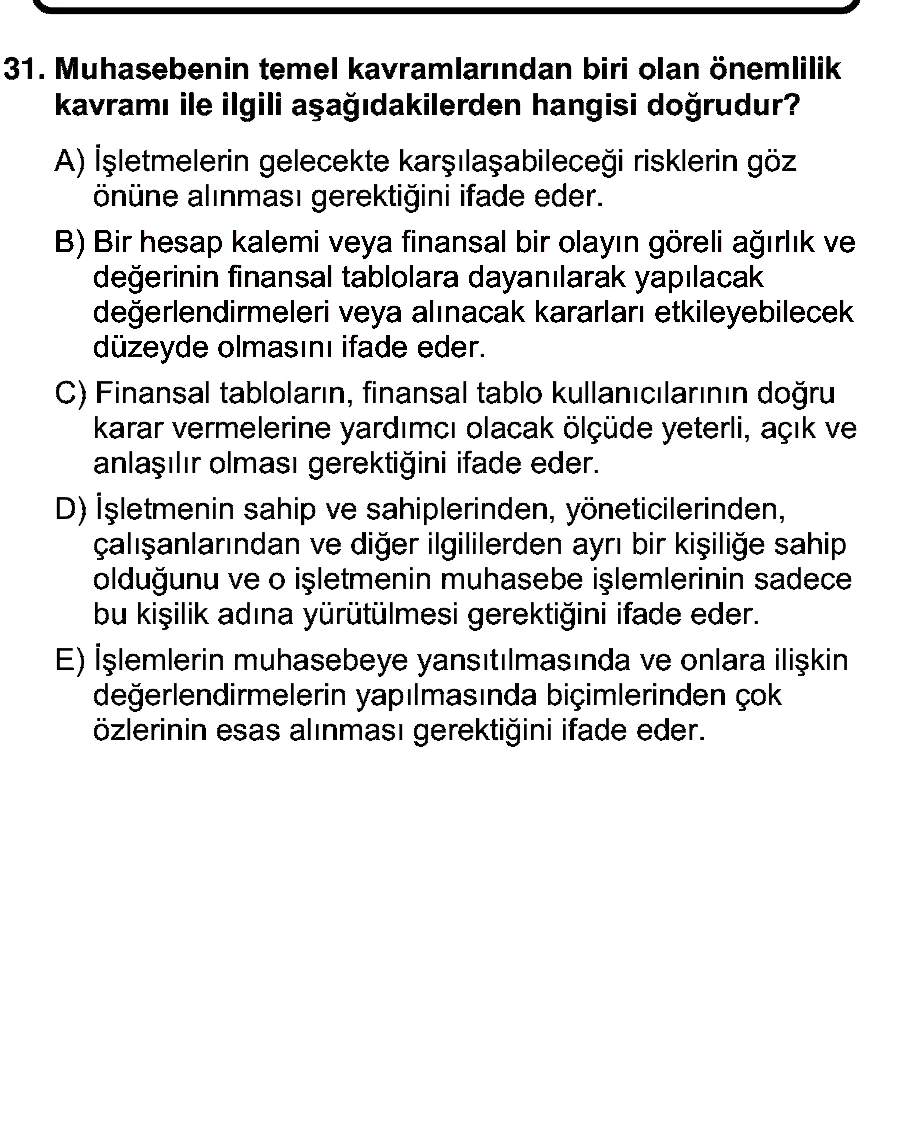 31. Muhasebenin temel kavramlarından biri olan önemlilik
kavramı ile ilgili aşağıdakilerden hangisi doğrudur?
A) İşletmelerin gelecekte karşılaşabileceği risklerin göz
önüne alınması gerektiğini ifade eder.
B) Bir hesap kalemi veya finansal bir olayın göreli ağırlık ve
değerinin finansal tablolara dayanılarak yapılacak
değerlendirmeleri veya alınacak kararları etkileyebilecek
düzeyde olmasını ifade eder.
C) Finansal tabloların, finansal tablo kullanıcılarının doğru
karar vermelerine yardımcı olacak ölçüde yeterli, açık ve
anlaşılır olması gerektiğini ifade eder.
D) İşletmenin sahip ve sahiplerinden, yöneticilerinden,
çalışanlarından ve diğer ilgililerden ayrı bir kişiliğe sahip
olduğunu ve o işletmenin muhasebe işlemlerinin sadece
bu kişilik adına yürütülmesi gerektiğini ifade eder.
E) İşlemlerin muhasebeye yansıtılmasında ve onlara ilişkin
değerlendirmelerin yapılmasında biçimlerinden çok
özlerinin esas alınması gerektiğini ifade eder.